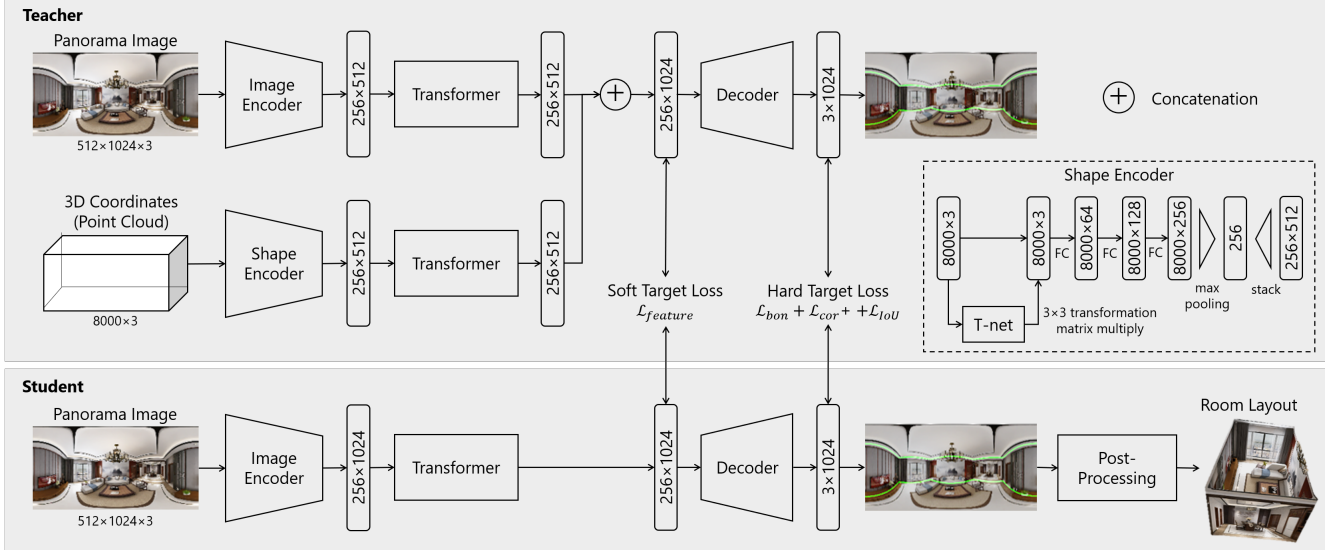 Teacher
Panorama Image
512×1024×3
Image
Encoder
256×512
Transformer
256×512
256×1024
Decoder
3×1024
Concatenation
3D Coordinates
(Point Cloud)
8000×3
Shape
Encoder
256×512
Transformer
256×512
Soft Target Loss
ℒ_feature
Hard Target Loss
ℒ_bon + ℒ_cor + +ℒ_IoU
Shape Encoder
8000×3
T-net
3×3 transformation
matrix multiply
8000×3
FC
8000×64
FC
8000×128
FC
8000×256
max
pooling
256
stack
256×512
Student
Panorama Image
512×1024×3
Image
Encoder
256×1024
Transformer
256×1024
Decoder
3×1024
Post-
Processing
Room Layout